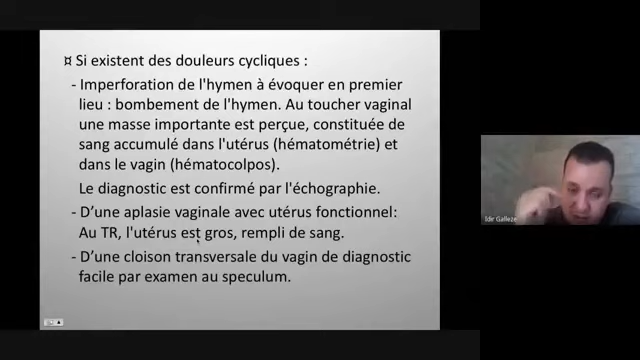 ¤ Si existent des douleurs cycliques :
- Imperforation de l'hymen à évoquer en premier
lieu : bombement de l'hymen. Au toucher vaginal
une masse importante est perçue, constituée de
sang accumulé dans l'utérus (hématométrie) et
dans le vagin (hématocolpos).
Le diagnostic est confirmé par l'échographie.
- D’une aplasie vaginale avec utérus fonctionnel:
Au TR, l'utérus est gros, rempli de sang.
- D’une cloison transversale du vagin de diagnostic
facile par examen au speculum.
Idir Galleze